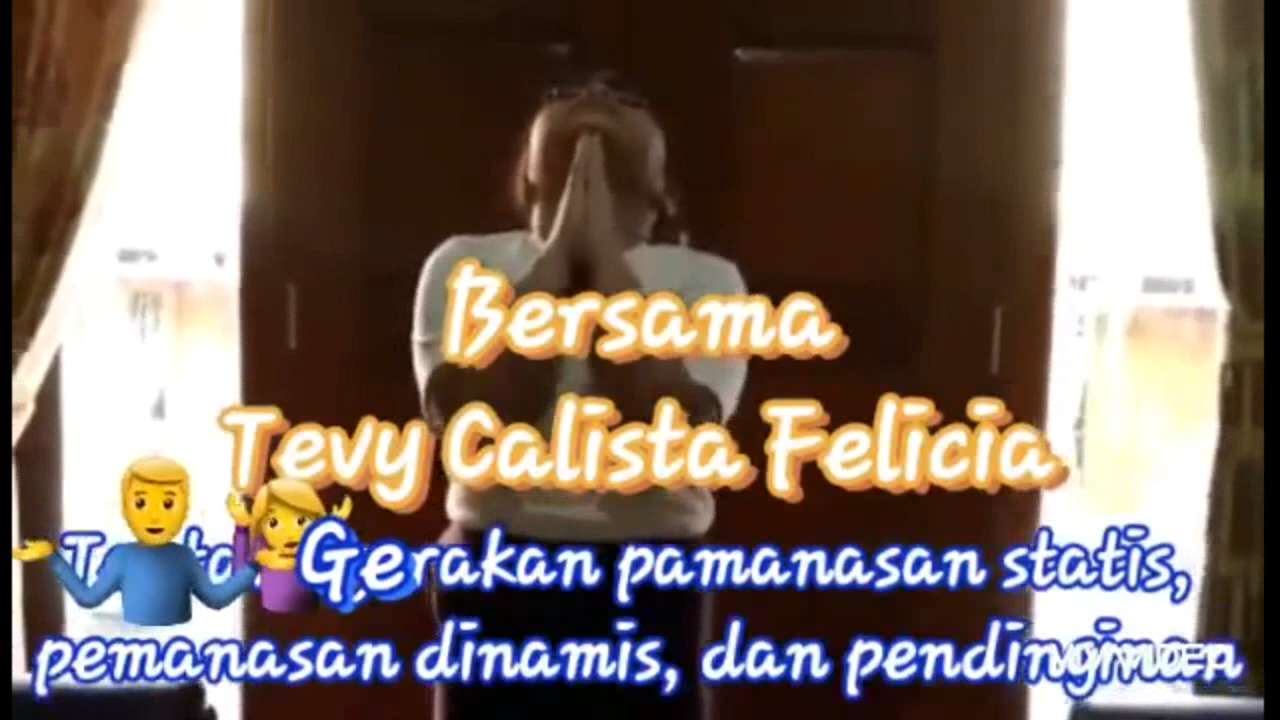 Bersama
Tevy Calista Felicia
Gerakan pamanasan statis,
pemanasan dinamis, dan pendinginan